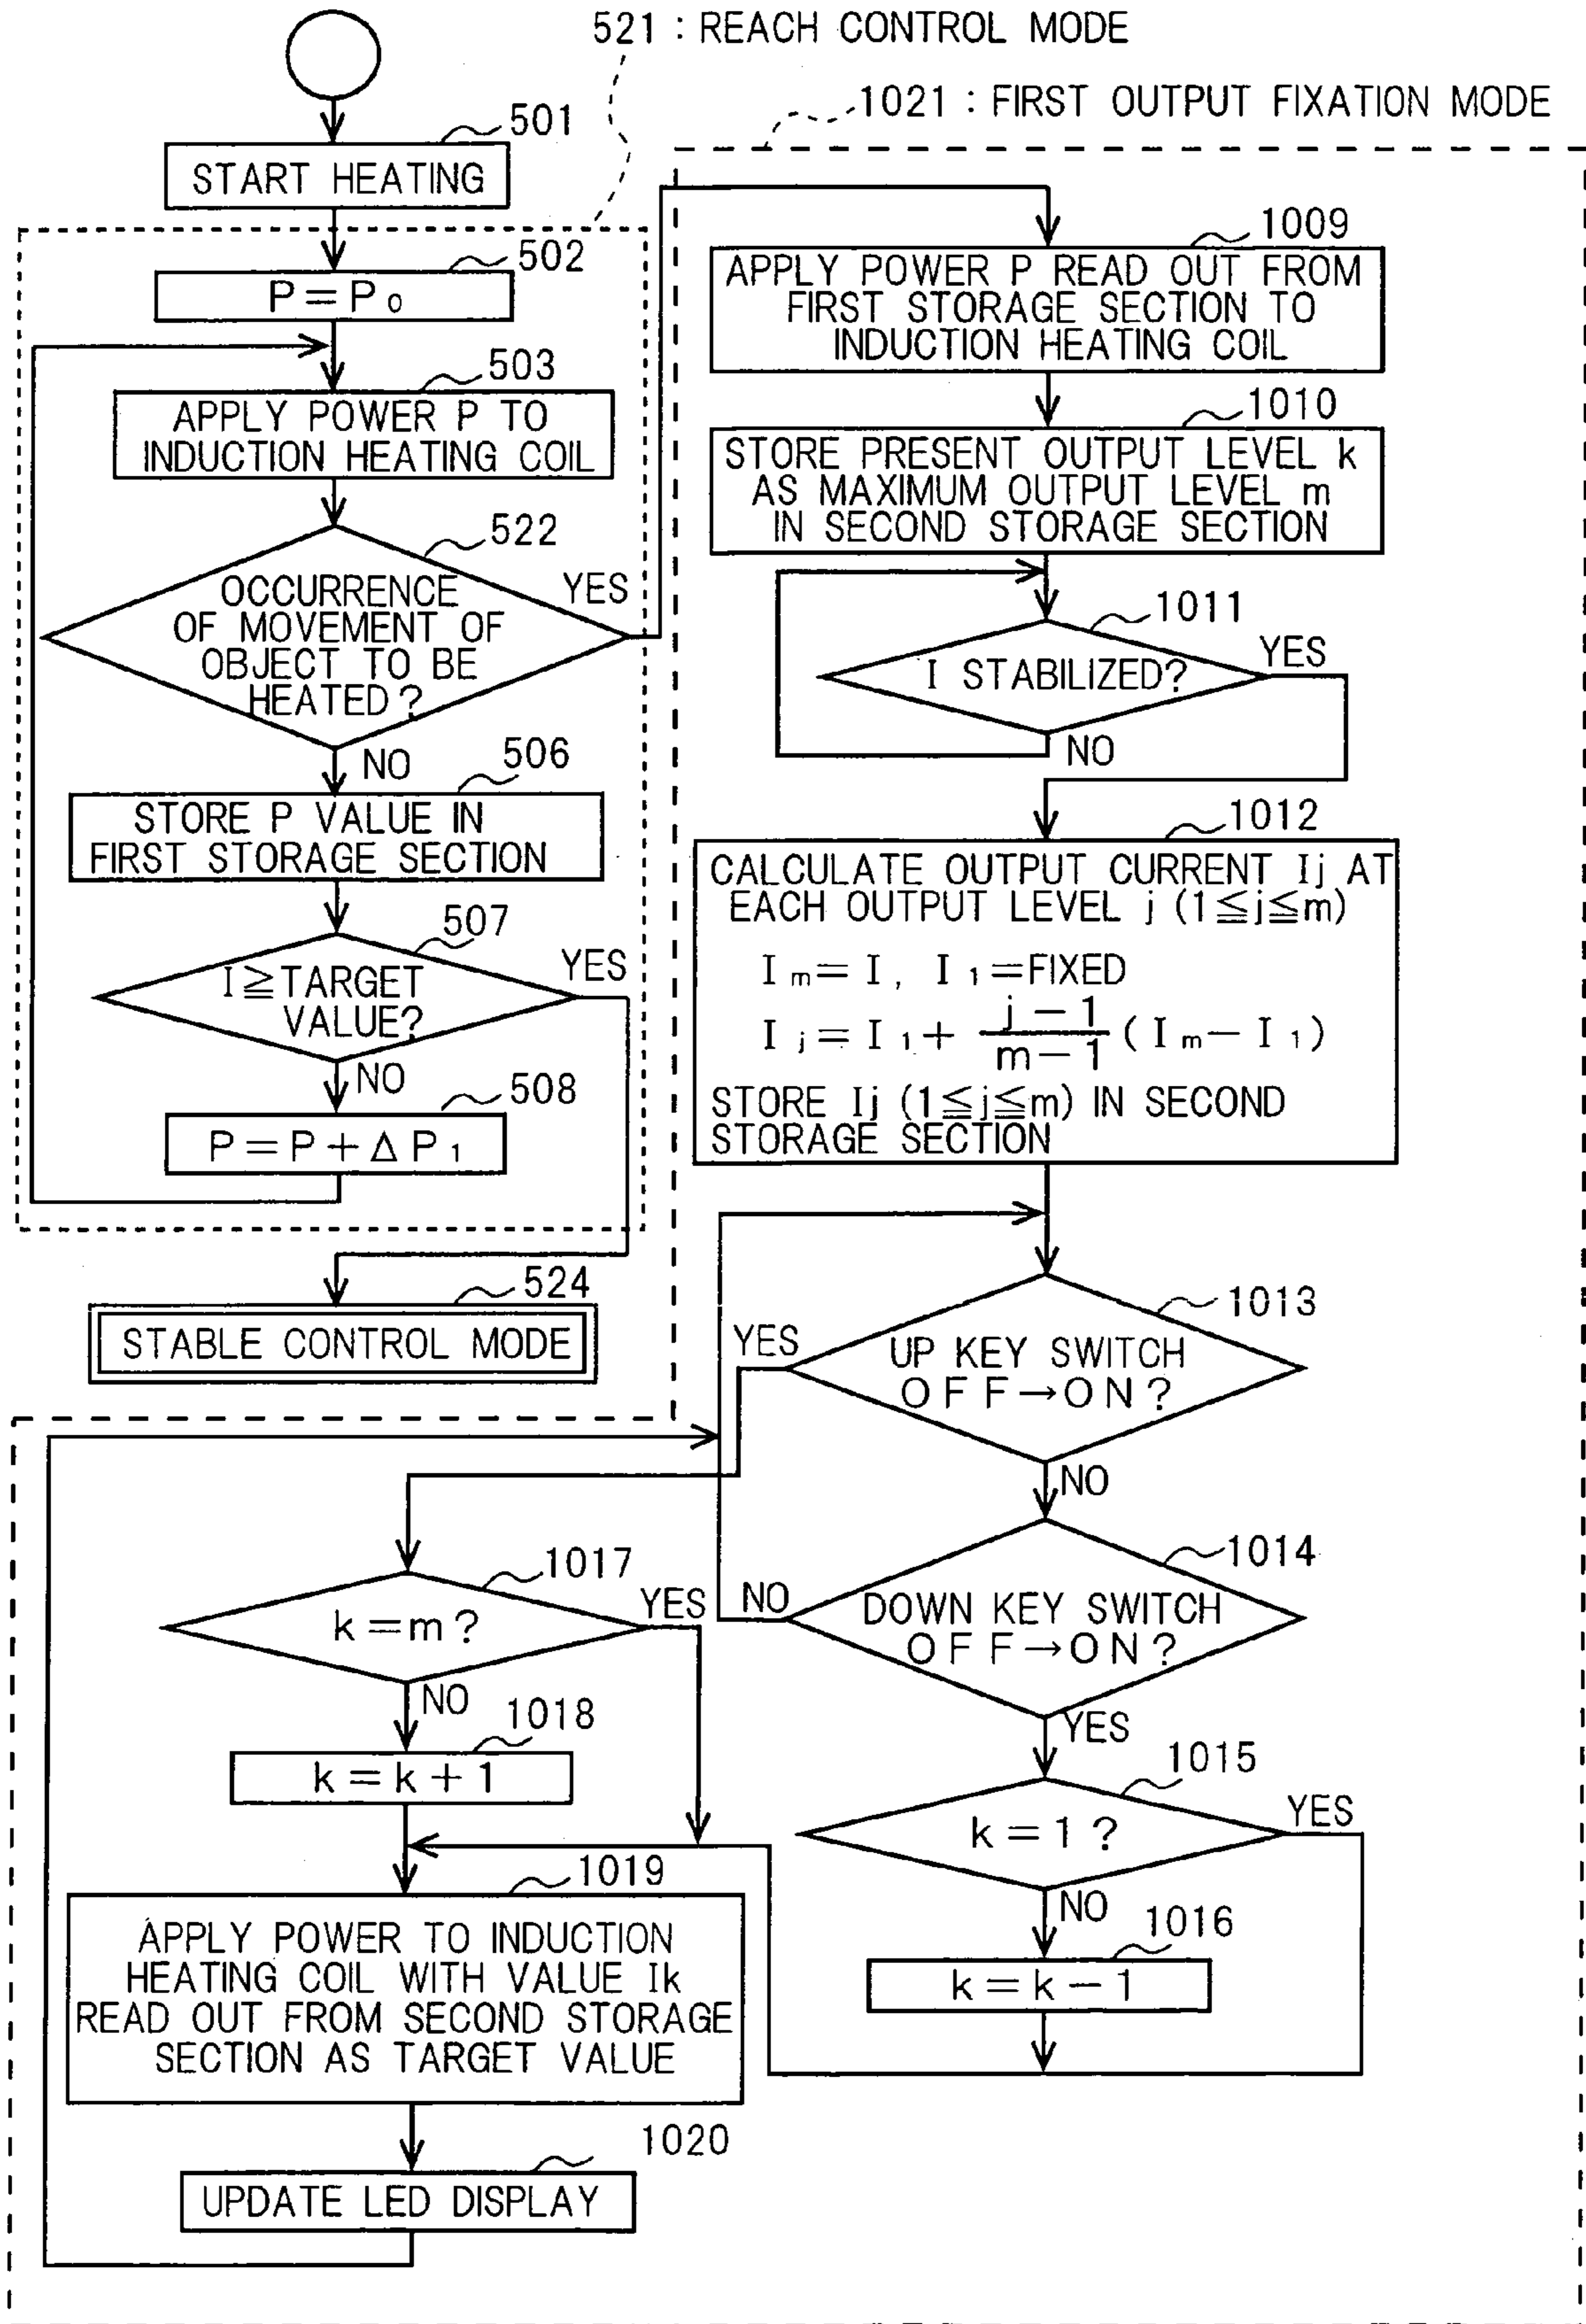 521 : REACH CONTROL MODE
1021 : FIRST OUTPUT FIXATION MODE
501
START HEATING
502
P = P₀
503
APPLY POWER P TO
INDUCTION HEATING COIL
522
OCCURRENCE
OF MOVEMENT OF
OBJECT TO BE
HEATED ?
YES
NO
506
STORE P VALUE IN
FIRST STORAGE SECTION
507
I ≧ TARGET
VALUE?
YES
NO
508
P = P + Δ P₁
524
STABLE CONTROL MODE
1009
APPLY POWER P READ OUT FROM
FIRST STORAGE SECTION TO
INDUCTION HEATING COIL
1010
STORE PRESENT OUTPUT LEVEL k
AS MAXIMUM OUTPUT LEVEL m
IN SECOND STORAGE SECTION
1011
I STABILIZED?
YES
NO
1012
CALCULATE OUTPUT CURRENT Ij AT
EACH OUTPUT LEVEL j (1≦j≦m)
I m = I, I 1 = FIXED
I j = I 1 + (j − 1)/(m − 1) ( I m − I 1 )
STORE Ij (1≦j≦m) IN SECOND
STORAGE SECTION
1013
UP KEY SWITCH
OFF→ON?
YES
NO
1014
DOWN KEY SWITCH
OFF→ON?
NO
YES
1015
k = 1 ?
YES
NO
1016
k = k − 1
1017
k = m ?
YES
NO
1018
k = k + 1
1019
APPLY POWER TO INDUCTION
HEATING COIL WITH VALUE Ik
READ OUT FROM SECOND STORAGE
SECTION AS TARGET VALUE
1020
UPDATE LED DISPLAY